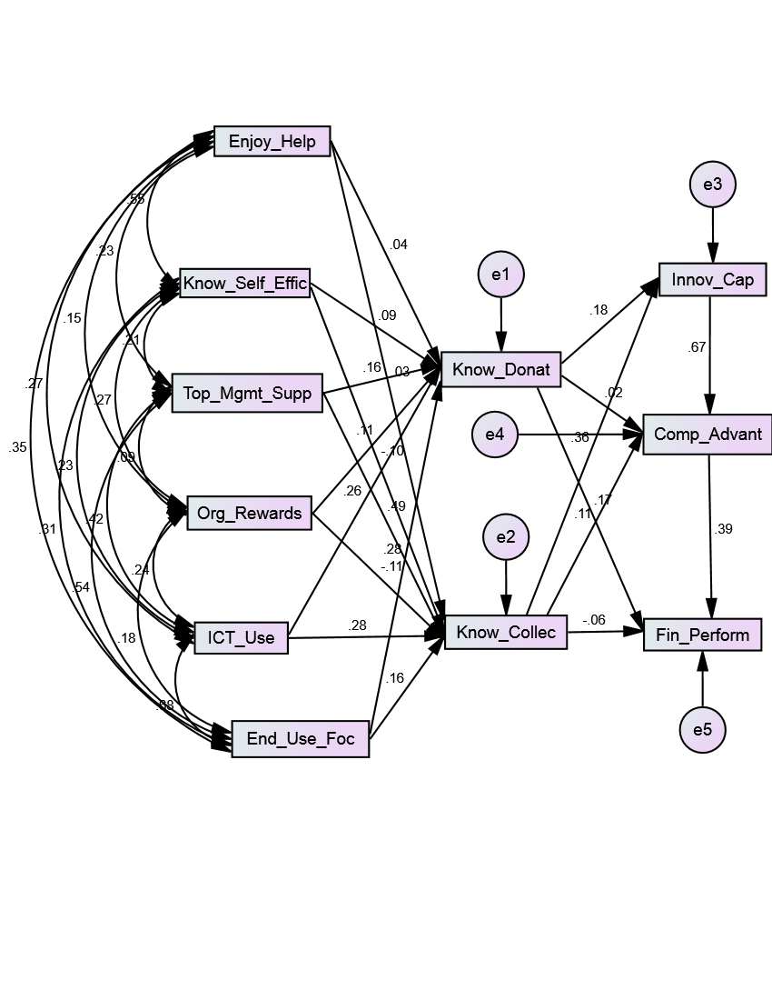 Enjoy_Help
e3
.55
.23
.04
e1
Innov_Cap
Know_Self_Effic
.18
.15
.09
.21
.67
.16
.03
Know_Donat
.27
Top_Mgmt_Supp
.02
.27
.11
e4
.36
Comp_Advant
.35
-.10
.09
.23
.26
.49
.17
.11
Org_Rewards
.42
.31
e2
.39
.28
-.11
.24
.54
.28
Know_Collec
-.06
Fin_Perform
.18
ICT_Use
.16
e5
End_Use_Foc